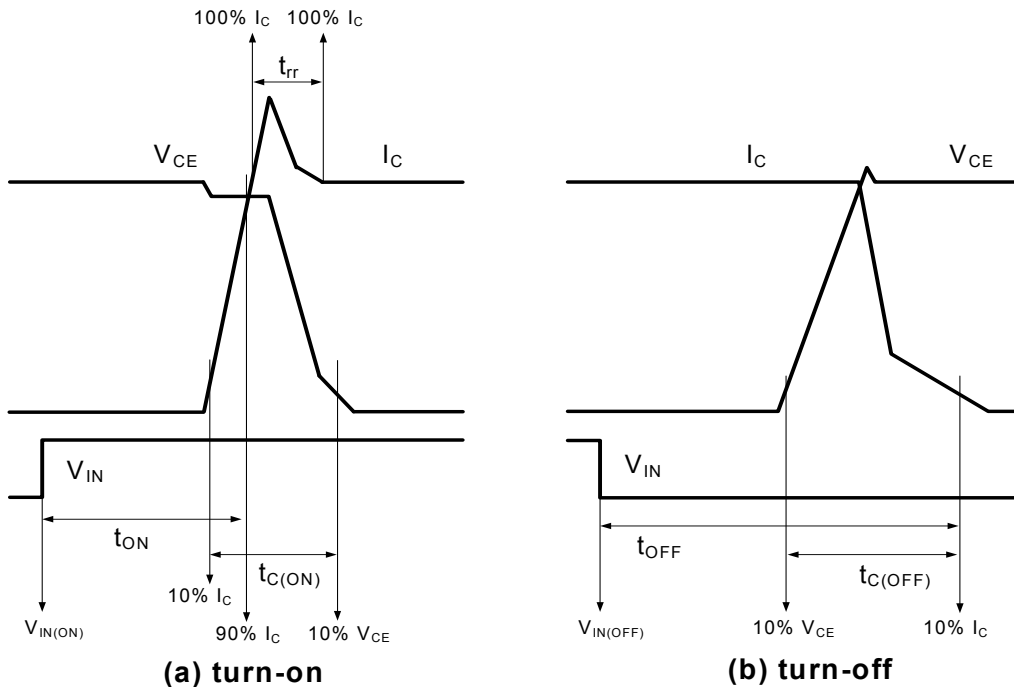 100% IC 100% IC
trr
VCE IC
VIN
tON
tC(ON)
10% IC
VIN(ON)
90% IC 10% VCE
(a) turn-on
IC VCE
VIN
tOFF
tC(OFF)
VIN(OFF) 10% VCE 10% IC
(b) turn-off